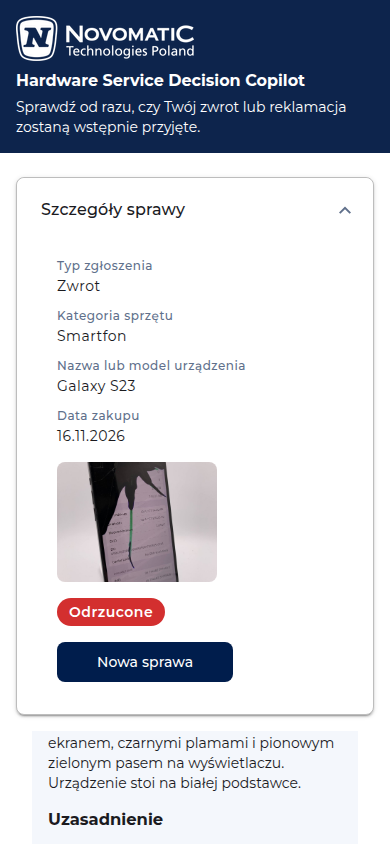 N NOVOMATIC
Technologies Poland
Hardware Service Decision Copilot
Sprawdź od razu, czy Twój zwrot lub reklamacja
zostaną wstępnie przyjęte.
Szczegóły sprawy
Typ zgłoszenia
Zwrot
Kategoria sprzętu
Smartfon
Nazwa lub model urządzenia
Galaxy S23
Data zakupu
16.11.2026
Odrzucone
Nowa sprawa
ekranem, czarnymi plamami i pionowym
zielonym pasem na wyświetlaczu.
Urządzenie stoi na białej podstawce.
Uzasadnienie